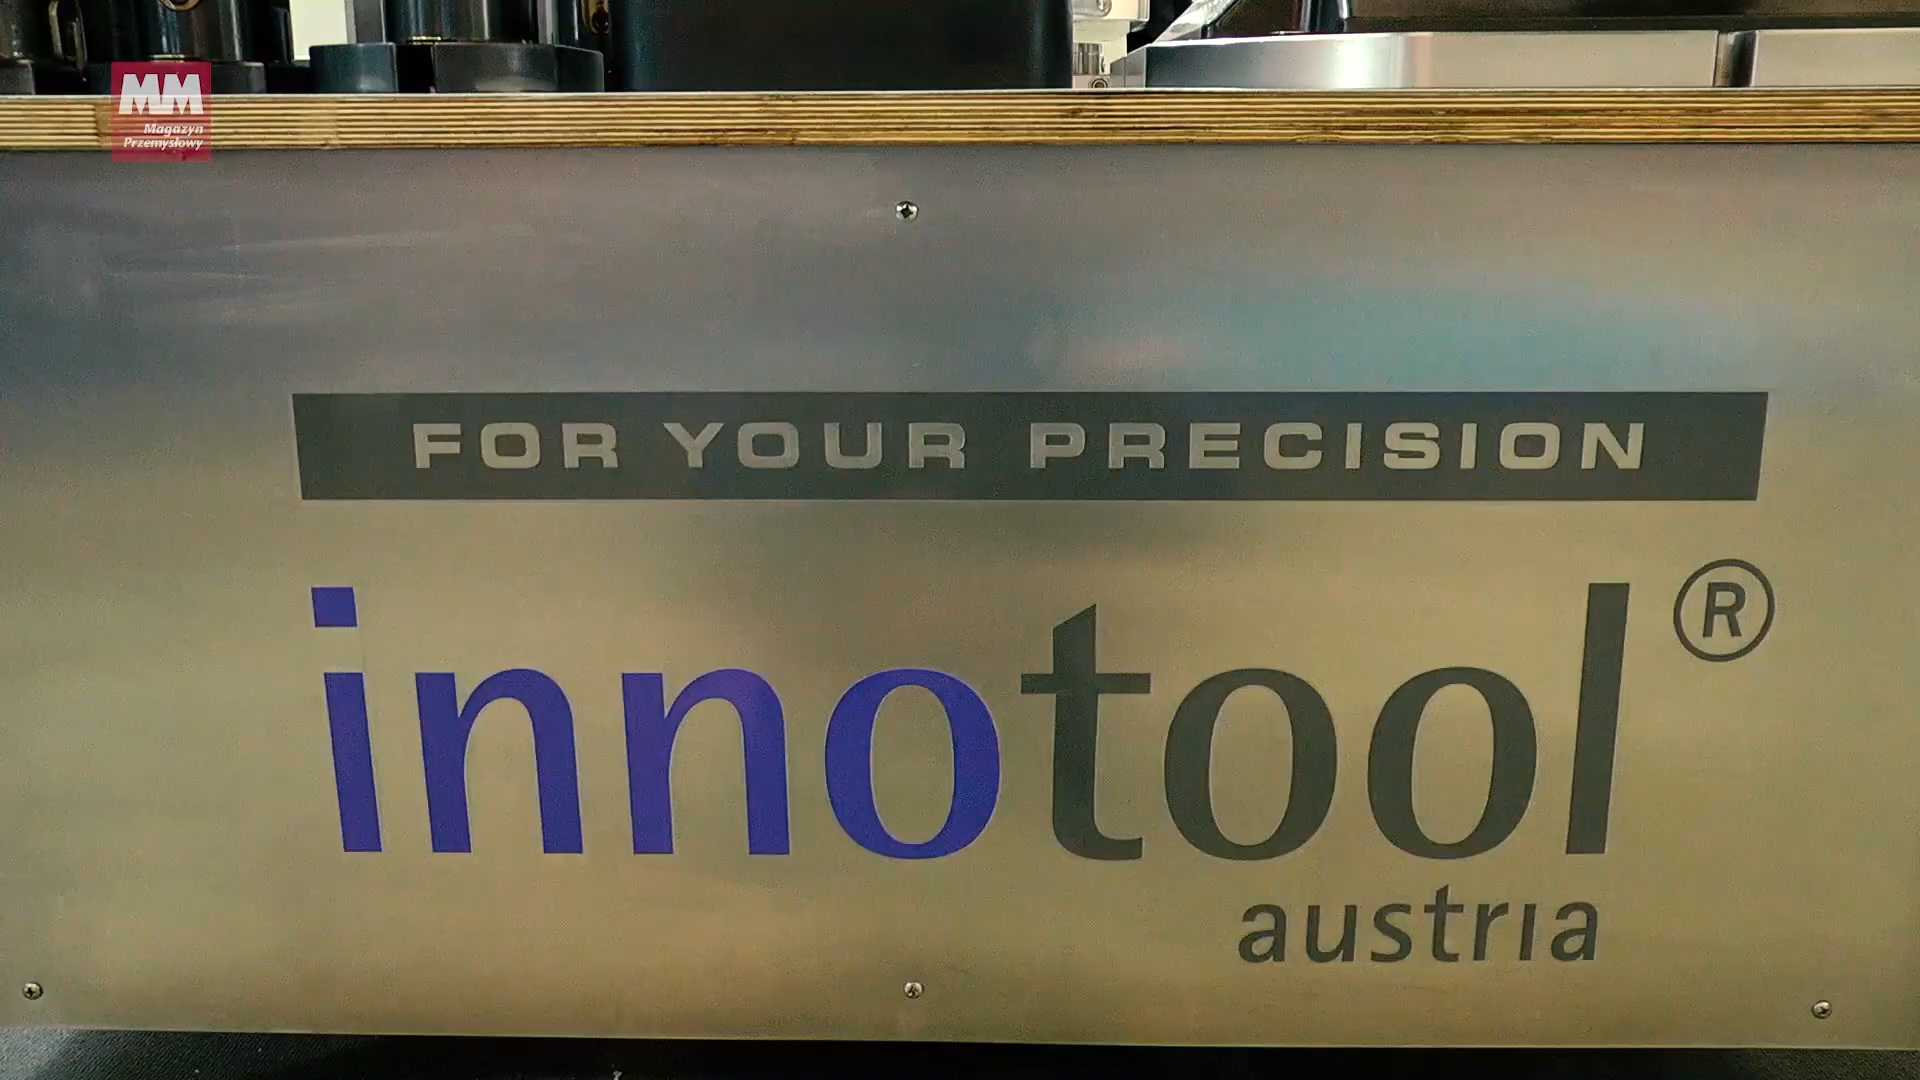 MM
Magazyn
Przemysłowy
FOR YOUR PRECISION
innotool®
austria